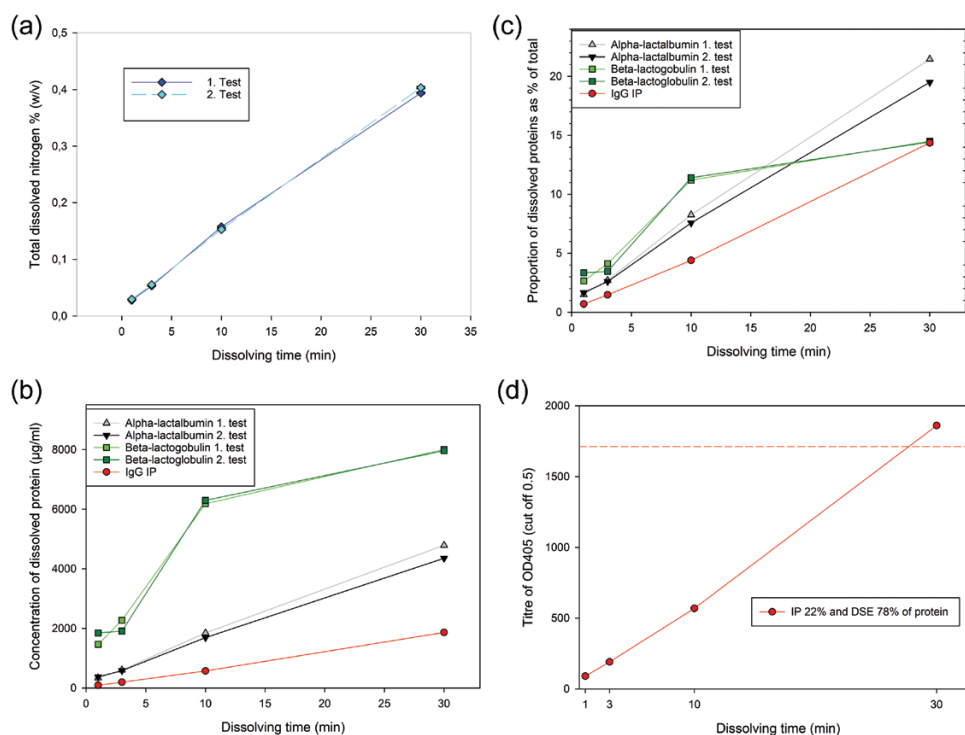 (a)
0,5
0,4
0,3
0,2
0,1
0,0
Total dissolved nitrogen % (w/v)
1. Test
2. Test
0 5 10 15 20 25 30 35
Dissolving time (min)
(c)
Alpha-lactalbumin 1. test
Alpha-lactalbumin 2. test
Beta-lactogobulin 1. test
Beta-lactoglobulin 2. test
IgG IP
20
15
10
5
0
Proportion of dissolved proteins as % of total
0 5 10 15 20 25 30
Dissolving time (min)
(b)
Alpha-lactalbumin 1. test
Alpha-lactalbumin 2. test
Beta-lactogobulin 1. test
Beta-lactoglobulin 2. test
IgG IP
8000
6000
4000
2000
0
Concentration of dissolved protein (µg/ml)
0 5 10 15 20 25 30
Dissolving time (min)
(d)
2000
1500
1000
500
0
Titre of OD405 (cut off 0.5)
IP 22% and DSE 78% of protein
1 3 10 30
Dissolving time (min)